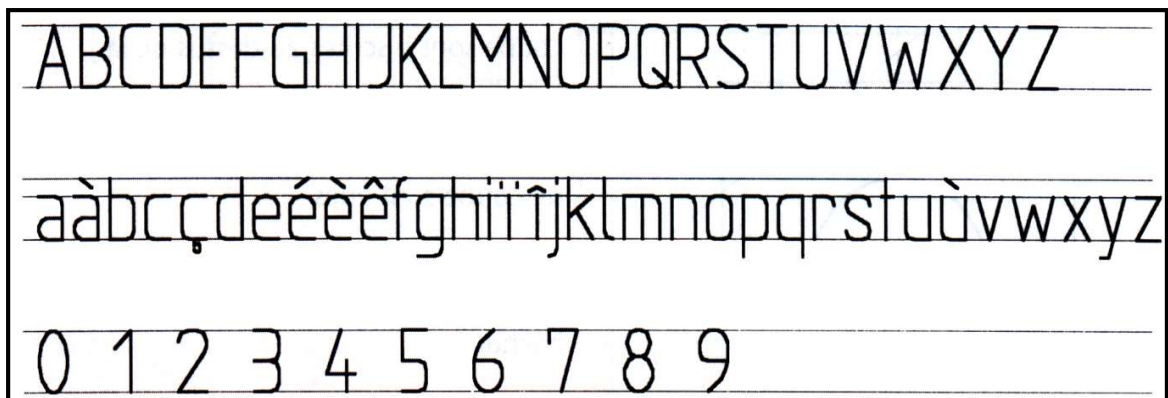 ABCDEFGHIJKLMNOPQRSTUVWXYZ
aàbcçdeéèêfghiïîjklmnopqrstuùvwxyz
0 1 2 3 4 5 6 7 8 9